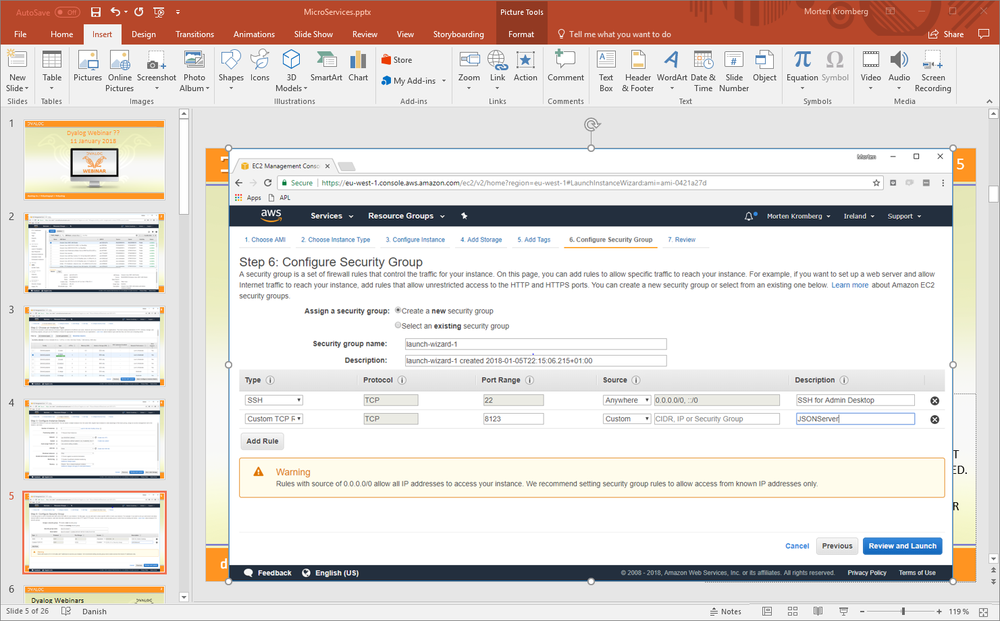 AutoSave Off
MicroServices.pptx
Picture Tools
Morten Kromberg
File Home Insert Design Transitions Animations Slide Show Review View Storyboarding Format Tell me what you want to do Share
New Slide
Table
Pictures
Online Pictures
Screenshot
Photo Album
Shapes
Icons
3D Models
SmartArt
Chart
Store
My Add-ins
Zoom
Link
Action
Comment
Text Box
Header & Footer
WordArt
Date & Time
Slide Number
Object
Equation
Symbol
Video
Audio
Screen Recording
Slides Tables Images Illustrations Add-ins Links Comments Text Symbols Media
1
DYALOC
Dyalog Webinar ??
11 January 2018
DYALOC
WEBINAR
2
3
4
5
6
Dyalog Webinars
DYALOC
5
EC2 Management Conso
Morten
Secure https://eu-west-1.console.aws.amazon.com/ec2/v2/home?region=eu-west-1#LaunchInstanceWizard:ami=ami-0421a27d
Apps APL
aws Services Resource Groups Morten Kromberg Ireland Support
1. Choose AMI 2. Choose Instance Type 3. Configure Instance 4. Add Storage 5. Add Tags 6. Configure Security Group 7. Review
Step 6: Configure Security Group
A security group is a set of firewall rules that control the traffic for your instance. On this page, you can add rules to allow specific traffic to reach your instance. For example, if you want to set up a web server and allow
Internet traffic to reach your instance, add rules that allow unrestricted access to the HTTP and HTTPS ports. You can create a new security group or select from an existing one below. Learn more about Amazon EC2
security groups.
Assign a security group: Create a new security group
Select an existing security group
Security group name: launch-wizard-1
Description: launch-wizard-1 created 2018-01-05T22:15:06.215+01:00
Type i Protocol i Port Range i Source i Description i
SSH TCP 22 Anywhere 0.0.0.0/0, ::/0 SSH for Admin Desktop
Custom TCP R TCP 8123 Custom CIDR, IP or Security Group JSONServer
Add Rule
T
ED.
Warning
Rules with source of 0.0.0.0/0 allow all IP addresses to access your instance. We recommend setting security group rules to allow access from known IP addresses only.
R
Cancel Previous Review and Launch
d
Feedback English (US) © 2008 - 2018, Amazon Web Services, Inc. or its affiliates. All rights reserved. Privacy Policy Terms of Use
Slide 5 of 26 Danish Notes 119 %